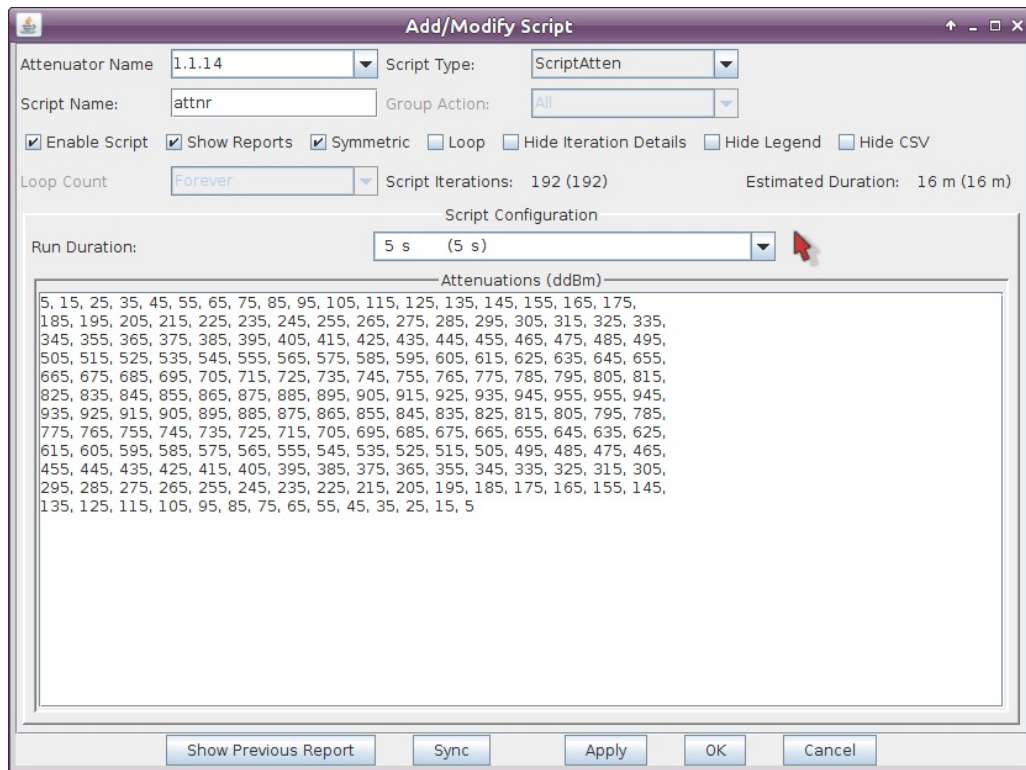 Add/Modify Script
Attenuator Name 1.1.14 Script Type: ScriptAtten
Script Name: attnr Group Action: All
Enable Script Show Reports Symmetric Loop Hide Iteration Details Hide Legend Hide CSV
Loop Count Forever Script Iterations: 192 (192) Estimated Duration: 16 m (16 m)
Script Configuration
Run Duration: 5 s (5 s)
Attenuations (ddBm)
5, 15, 25, 35, 45, 55, 65, 75, 85, 95, 105, 115, 125, 135, 145, 155, 165, 175,
185, 195, 205, 215, 225, 235, 245, 255, 265, 275, 285, 295, 305, 315, 325, 335,
345, 355, 365, 375, 385, 395, 405, 415, 425, 435, 445, 455, 465, 475, 485, 495,
505, 515, 525, 535, 545, 555, 565, 575, 585, 595, 605, 615, 625, 635, 645, 655,
665, 675, 685, 695, 705, 715, 725, 735, 745, 755, 765, 775, 785, 795, 805, 815,
825, 835, 845, 855, 865, 875, 885, 895, 905, 915, 925, 935, 945, 955, 955, 945,
935, 925, 915, 905, 895, 885, 875, 865, 855, 845, 835, 825, 815, 805, 795, 785,
775, 765, 755, 745, 735, 725, 715, 705, 695, 685, 675, 665, 655, 645, 635, 625,
615, 605, 595, 585, 575, 565, 555, 545, 535, 525, 515, 505, 495, 485, 475, 465,
455, 445, 435, 425, 415, 405, 395, 385, 375, 365, 355, 345, 335, 325, 315, 305,
295, 285, 275, 265, 255, 245, 235, 225, 215, 205, 195, 185, 175, 165, 155, 145,
135, 125, 115, 105, 95, 85, 75, 65, 55, 45, 35, 25, 15, 5
Show Previous Report Sync Apply OK Cancel